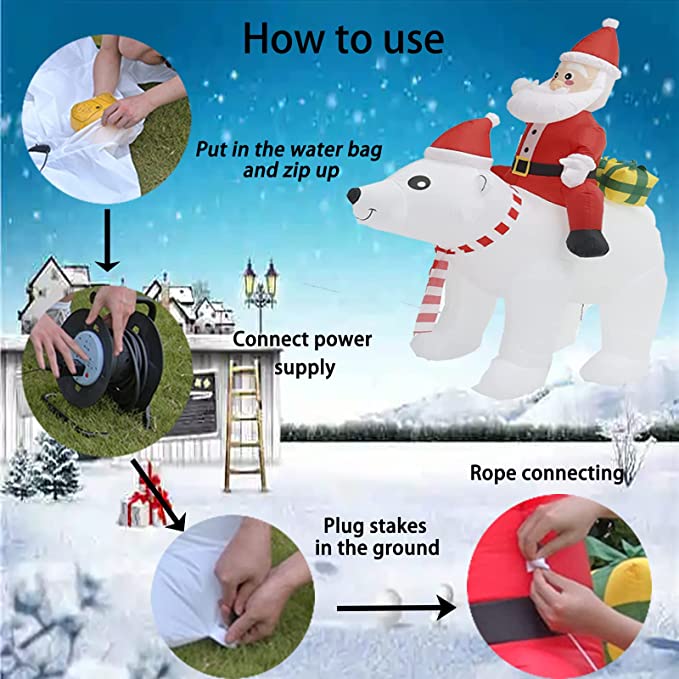 How to use
Put in the water bag
and zip up
Connect power
supply
Rope connecting
Plug stakes
in the ground